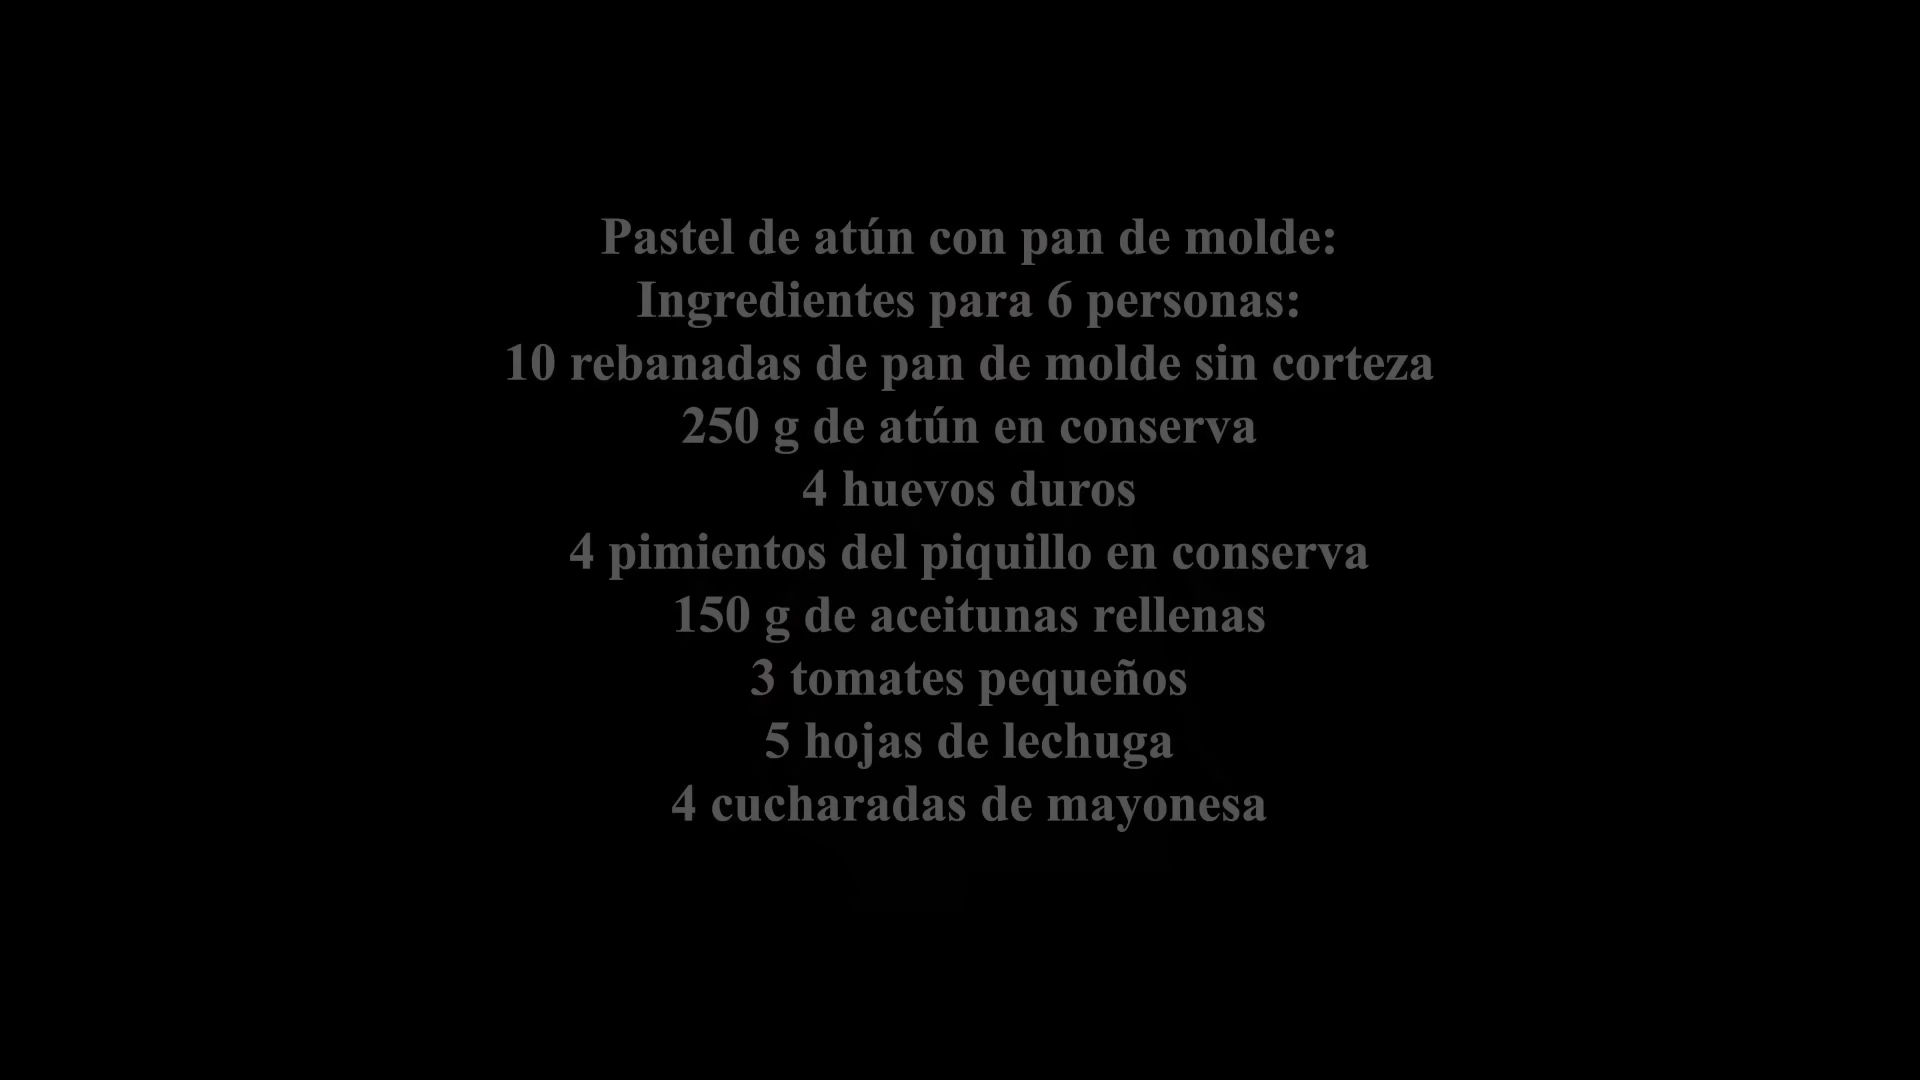 Pastel de atún con pan de molde:
Ingredientes para 6 personas:
10 rebanadas de pan de molde sin corteza
250 g de atún en conserva
4 huevos duros
4 pimientos del piquillo en conserva
150 g de aceitunas rellenas
3 tomates pequeños
5 hojas de lechuga
4 cucharadas de mayonesa